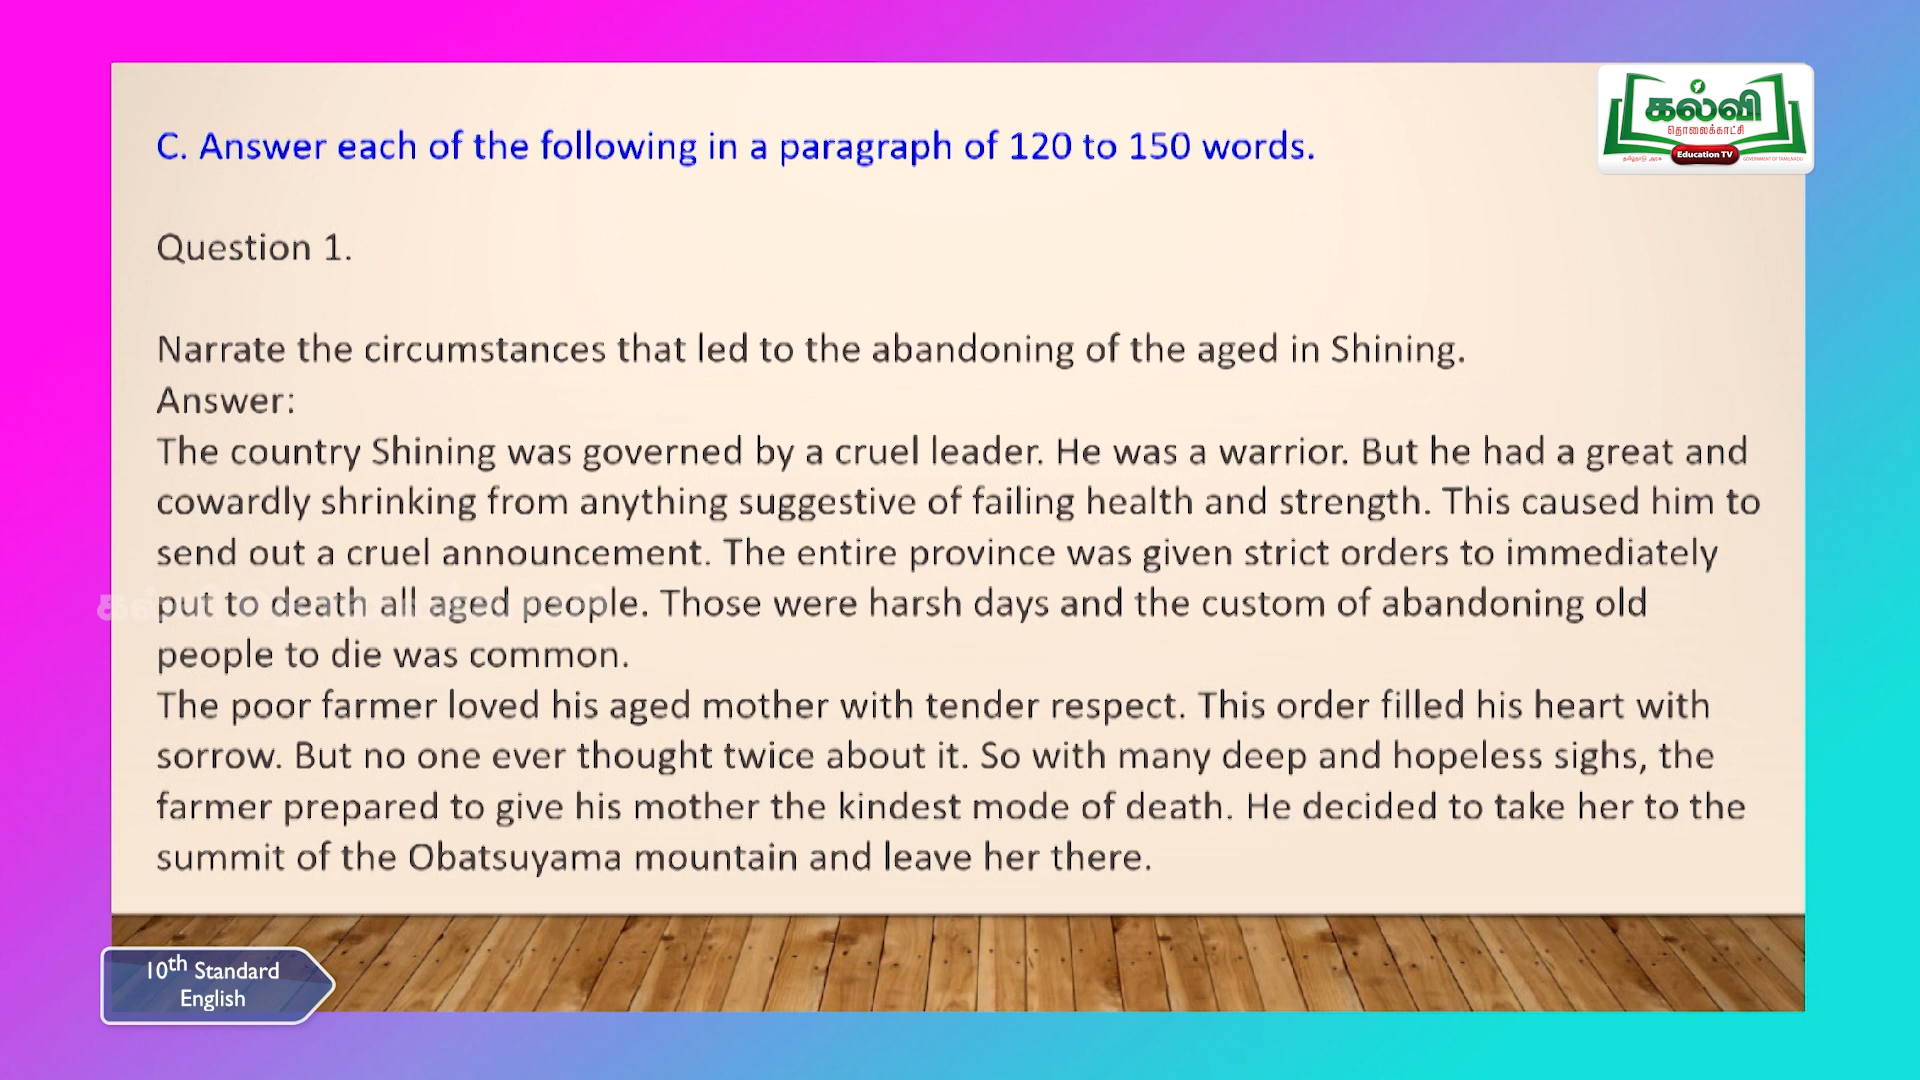 கல்வி
தொலைக்காட்சி
தமிழ்நாடு அரசு
Education TV
GOVERNMENT OF TAMILNADU
C. Answer each of the following in a paragraph of 120 to 150 words.
Question 1.
Narrate the circumstances that led to the abandoning of the aged in Shining.
Answer:
The country Shining was governed by a cruel leader. He was a warrior. But he had a great and
cowardly shrinking from anything suggestive of failing health and strength. This caused him to
send out a cruel announcement. The entire province was given strict orders to immediately
put to death all aged people. Those were harsh days and the custom of abandoning old
people to die was common.
The poor farmer loved his aged mother with tender respect. This order filled his heart with
sorrow. But no one ever thought twice about it. So with many deep and hopeless sighs, the
farmer prepared to give his mother the kindest mode of death. He decided to take her to the
summit of the Obatsuyama mountain and leave her there.
10th Standard
English